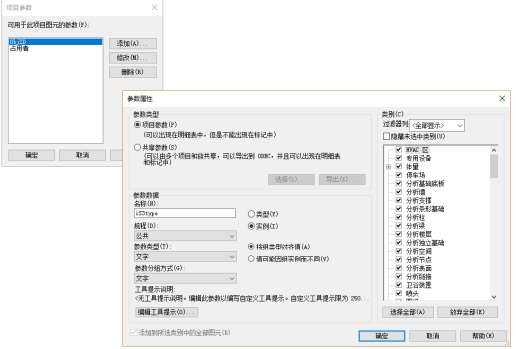 项目参数
可用于此项目图元的参数(P):
占用者
添加(A)...
修改(M)...
删除(R)
确定
取消
参数属性
参数类型
项目参数(P)
(可以出现在明细表中，但是不能出现在标记中)
共享参数(S)
(可以由多个项目和族共享，可以导出到 ODBC，并且可以出现在明细表
和标记中)
选择(L)...
导出(E)...
参数数据
名称(N):
类型(Y)
实例(I)
规程(D):
公共
参数类型(T):
文字
按组类型对齐值(A)
值可能因组实例而不同(V)
参数分组方式(G):
文字
工具提示说明:
<无工具提示说明。编辑此参数以编写自定义工具提示。自定义工具提示限为 250...
编辑工具提示(O)...
添加到所选类别中的全部图元(R)
类别(C)
过滤器列
<全部显示>
隐藏未选中类别(U)
HVAC 区
专用设备
体量
停车场
分析基础底板
分析墙
分析支撑
分析条形基础
分析柱
分析梁
分析楼层
分析独立基础
分析空间
分析节点
分析表面
分析链接
卫浴装置
喷头
选择全部(A)
放弃全部(E)
确定
取消
帮助(H)